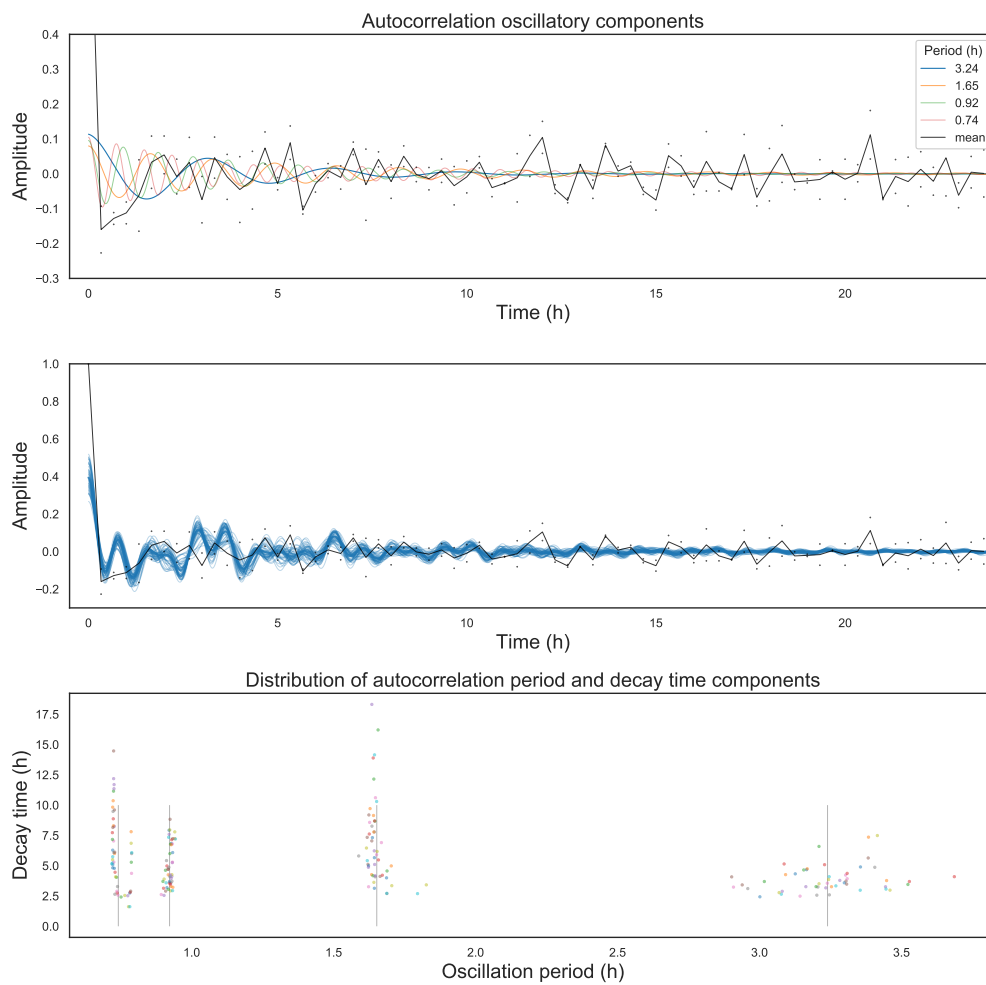 Autocorrelation oscillatory components
Amplitude
0.4
0.3
0.2
0.1
0.0
−0.1
−0.2
−0.3
Period (h)
3.24
1.65
0.92
0.74
mean
0 5 10 15 20
Time (h)
Amplitude
1.0
0.8
0.6
0.4
0.2
0.0
−0.2
0 5 10 15 20
Time (h)
Distribution of autocorrelation period and decay time components
Decay time (h)
17.5
15.0
12.5
10.0
7.5
5.0
2.5
0.0
1.0 1.5 2.0 2.5 3.0 3.5
Oscillation period (h)